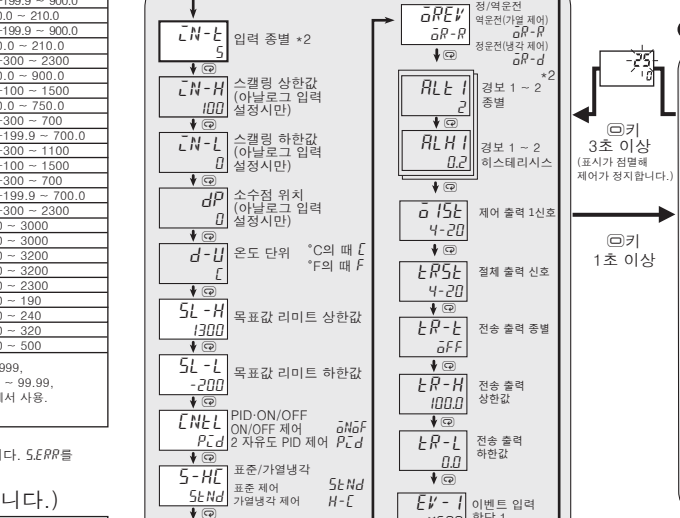 -199.9 ~ 900.0
0.0 ~ 210.0
-199.9 ~ 900.0
0.0 ~ 210.0
-300 ~ 2300
0.0 ~ 900.0
-100 ~ 1500
0.0 ~ 750.0
-300 ~ 700
-199.9 ~ 700.0
-300 ~ 1100
-100 ~ 1500
-300 ~ 700
-199.9 ~ 700.0
-300 ~ 2300
0 ~ 3000
0 ~ 3000
0 ~ 3200
0 ~ 3200
0 ~ 2300
0 ~ 190
0 ~ 240
0 ~ 320
0 ~ 500
999,
~ 99.99,
에서 사용.
니다. S.ERR를
니다.)
IN-t
5
입력 종별 *2
IN-H
100
스캘링 상한값
(아날로그 입력
설정시만)
IN-L
0
스캘링 하한값
(아날로그 입력
설정시만)
dP
0
소수점 위치
(아날로그 입력
설정시만)
d-U
C
온도 단위 °C의 때 C
°F의 때 F
SL-H
1300
목표값 리미트 상한값
SL-L
-200
목표값 리미트 하한값
CNtL
PId
PID·ON/OFF
ON/OFF 제어 oNoF
2 자유도 PID 제어 PId
S-HC
StNd
표준/가열냉각
표준 제어 StNd
가열냉각 제어 H-C
oREV
oR-R
정/역운전
역운전(가열 제어)
oR-R
정운전(냉각 제어)
oR-d
*2
ALt1
2
경보 1 ~ 2
종별
ALH1
0.2
경보 1 ~ 2
히스테리시스
o1St
4-20
제어 출력 1신호
tRSt
4-20
절체 출력 신호
tR-t
oFF
전송 출력 종별
tR-H
100.0
전송 출력
상한값
tR-L
0.0
전송 출력
하한값
EV-1
이벤트 입력
할당 1
25
0
키
3초 이상
(표시가 점멸해
제어가 정지합니다.)
키
1초 이상